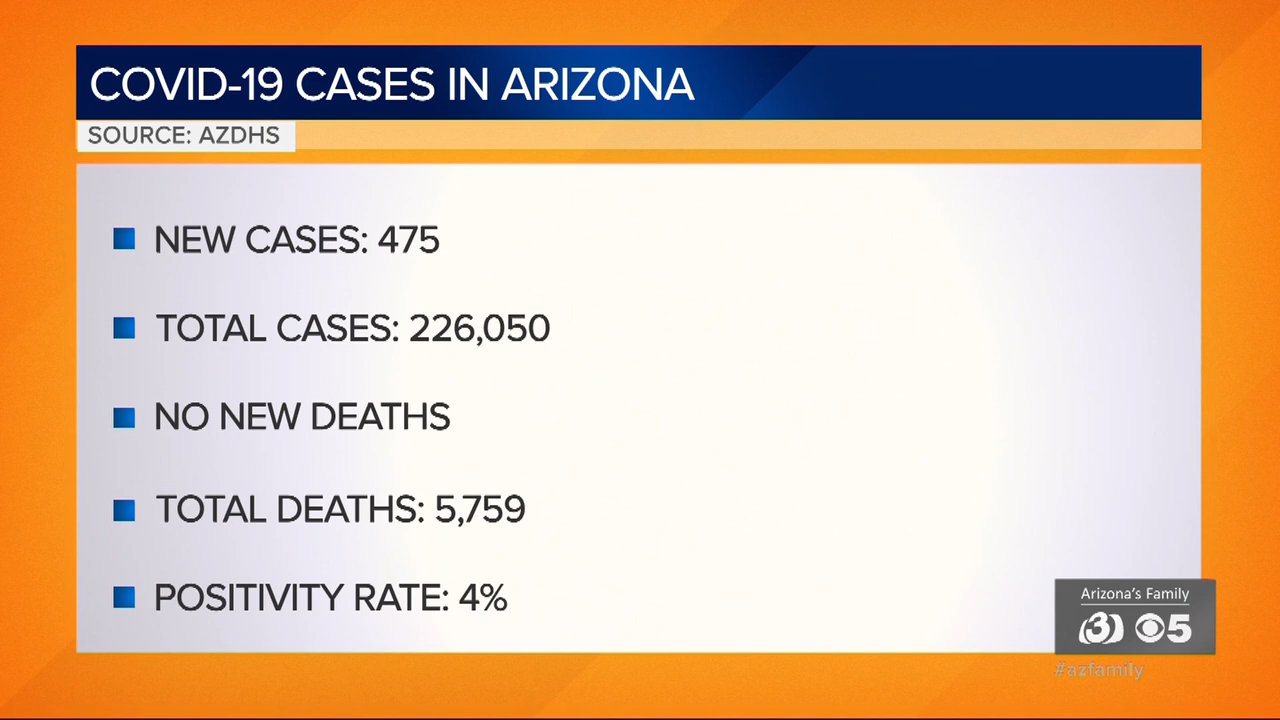 COVID-19 CASES IN ARIZONA
SOURCE: AZDHS
NEW CASES: 475
TOTAL CASES: 226,050
NO NEW DEATHS
TOTAL DEATHS: 5,759
POSITIVITY RATE: 4%
Arizona's Family
3 5
#azfamily